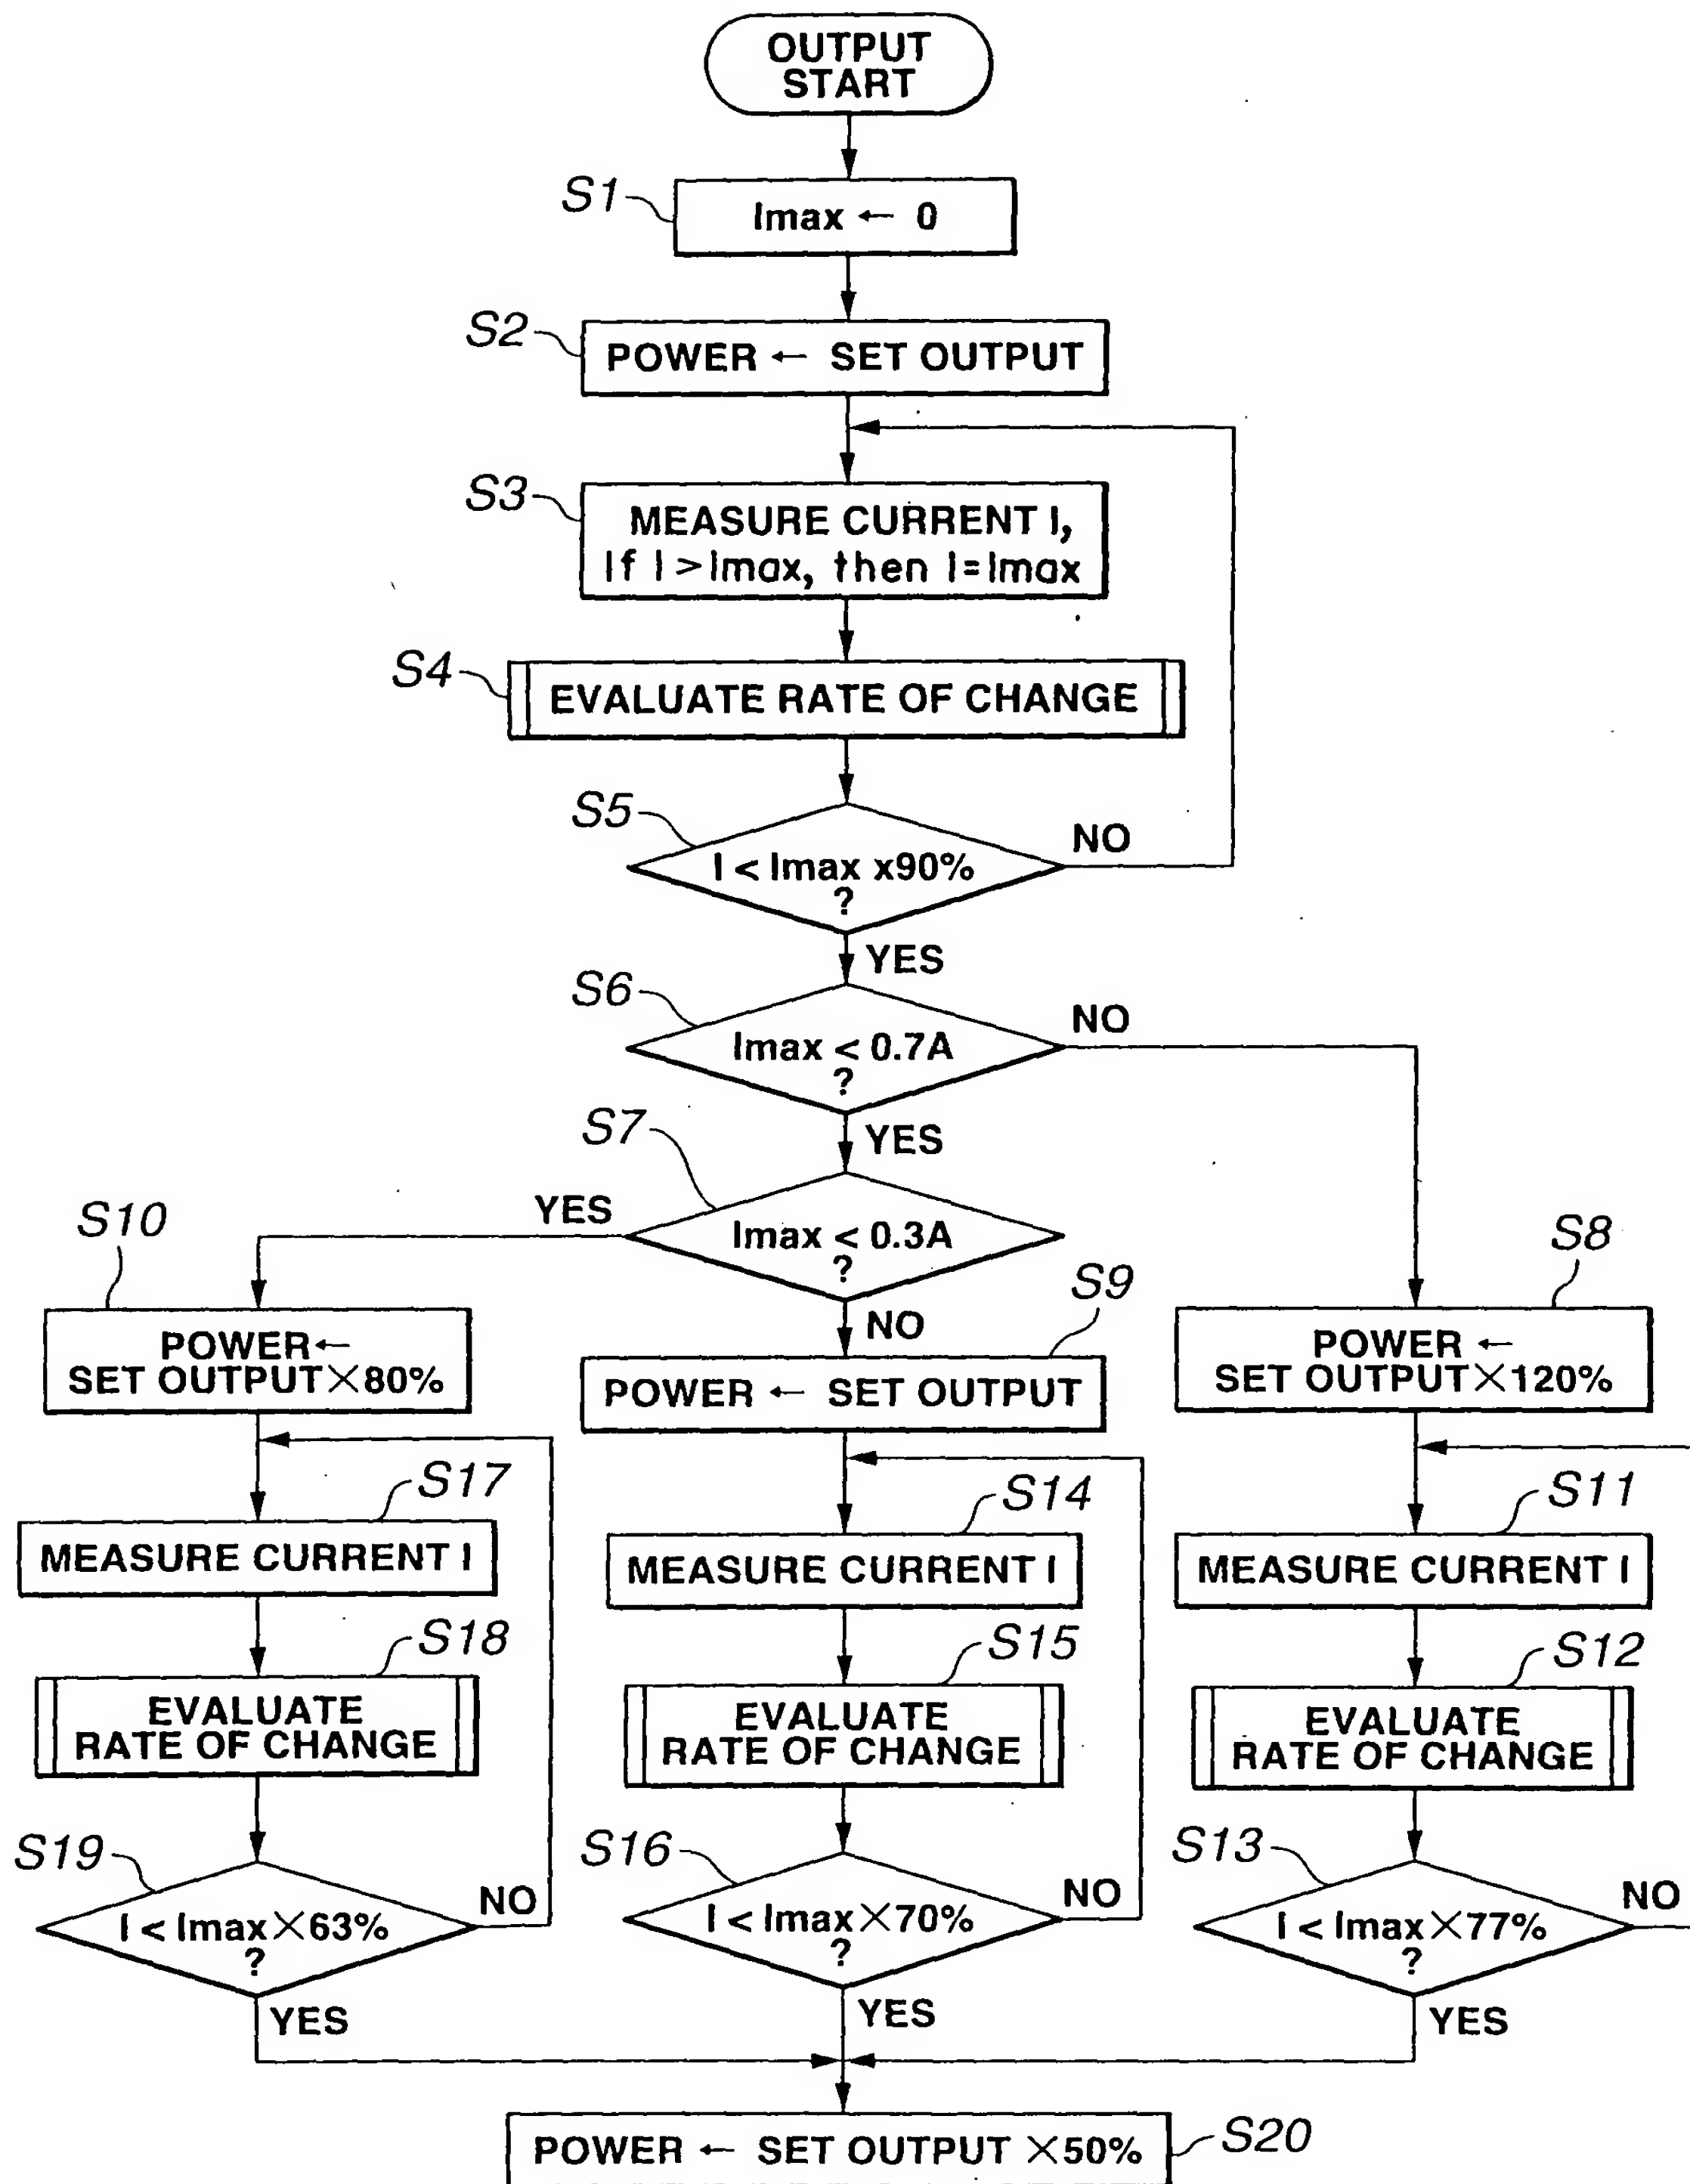 OUTPUT
START
S1
Imax ← 0
S2
POWER ← SET OUTPUT
S3
MEASURE CURRENT I,
If I > Imax, then I = Imax
S4
EVALUATE RATE OF CHANGE
S5
I < Imax x90%
?
NO
YES
S6
Imax < 0.7A
?
NO
YES
S7
Imax < 0.3A
?
YES
NO
S10
POWER←
SET OUTPUT×80%
S9
POWER ← SET OUTPUT
S8
POWER ←
SET OUTPUT×120%
S17
MEASURE CURRENT I
S14
MEASURE CURRENT I
S11
MEASURE CURRENT I
S18
EVALUATE
RATE OF CHANGE
S15
EVALUATE
RATE OF CHANGE
S12
EVALUATE
RATE OF CHANGE
S19
I < Imax×63%
?
NO
YES
S16
I < Imax×70%
?
NO
YES
S13
I < Imax×77%
?
NO
YES
POWER ← SET OUTPUT ×50%
S20